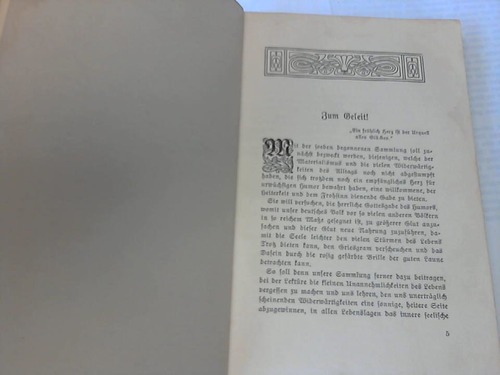 Zum Geleit!
„Ein fröhlich Herz ist der Urquell
alles Glückes.“
Mit der soeben begonnenen Sammlung soll zu-
nächst bezweckt werden, diejenigen, welche der
Materialismus und die vielen Widerwärtig-
keiten des Alltags noch nicht abgestumpft
haben, die sich trotzdem noch ein empfängliches Herz für
urwüchsigen Humor bewahrt haben, eine willkommene, der
Heiterkeit und dem Frohsinn dienende Gabe zu bieten.
Sie will versuchen, die herrliche Gottesgabe des Humors,
womit unser deutsches Volk vor so vielen anderen Völkern
in so reichem Maße gesegnet ist, zu größerer Glut anzu-
fachen und dieser Glut neue Nahrung zuzuführen, da-
mit die Seele leichter den vielen Stürmen des Lebens
Trotz bieten kann, den Griesgram verscheuchen und das
Dasein durch die rosig gefärbte Brille der guten Laune
betrachten kann.
So soll denn unsere Sammlung ferner dazu beitragen,
bei der Lektüre die kleinen Unannehmlichkeiten des Lebens
vergessen zu machen und uns lehren, den uns unerträglich
scheinenden Widerwärtigkeiten eine sonnige, heitere Seite
abzugewinnen, in allen Lebenslagen das innere seelische
5